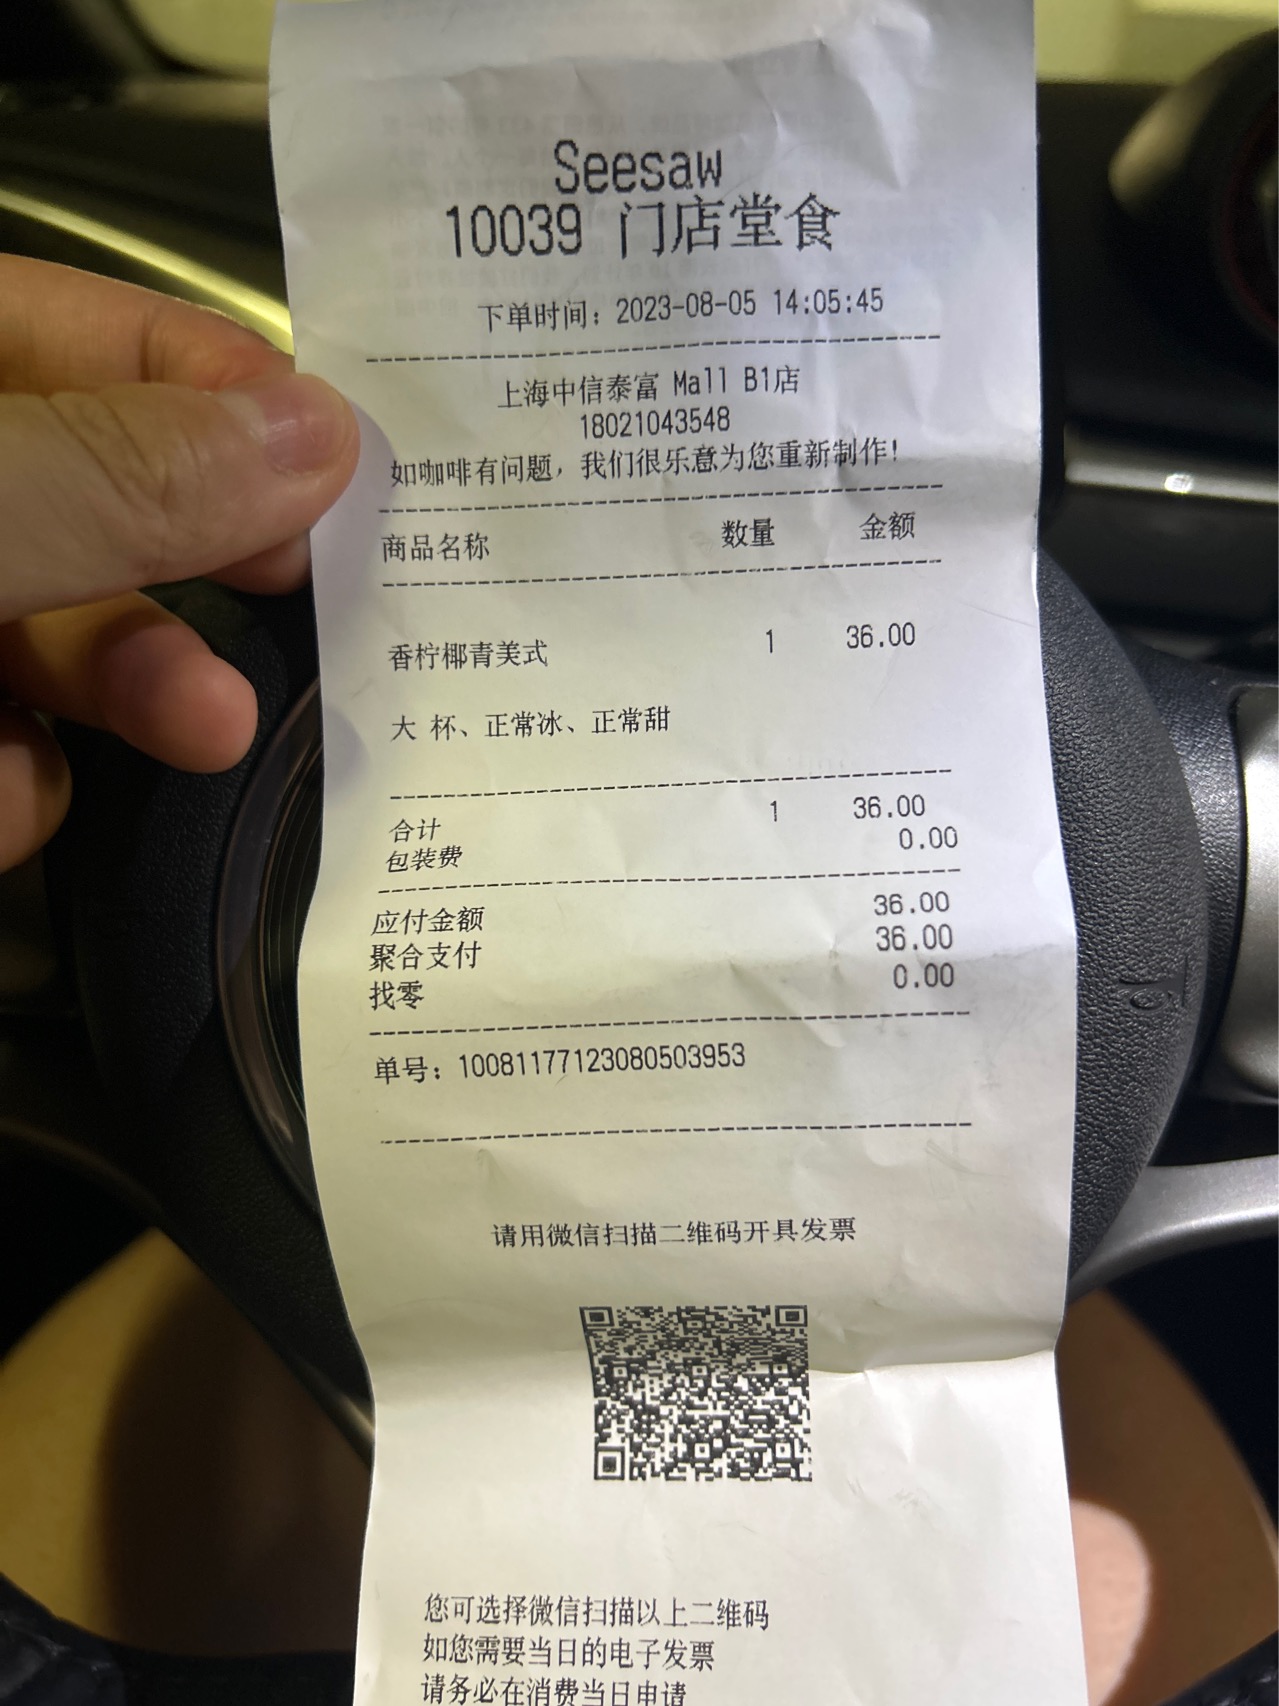 Seesaw
10039 门店堂食
下单时间：2023-08-05 14:05:45
上海中信泰富 Mall B1店
18021043548
如咖啡有问题，我们很乐意为您重新制作！
商品名称 数量 金额
香柠椰青美式 1 36.00
大 杯、正常冰、正常甜
合计 1 36.00
包装费 0.00
应付金额 36.00
聚合支付 36.00
找零 0.00
单号：10081177123080503953
请用微信扫描二维码开具发票
您可选择微信扫描以上二维码
如您需要当日的电子发票
请务必在消费当日申请